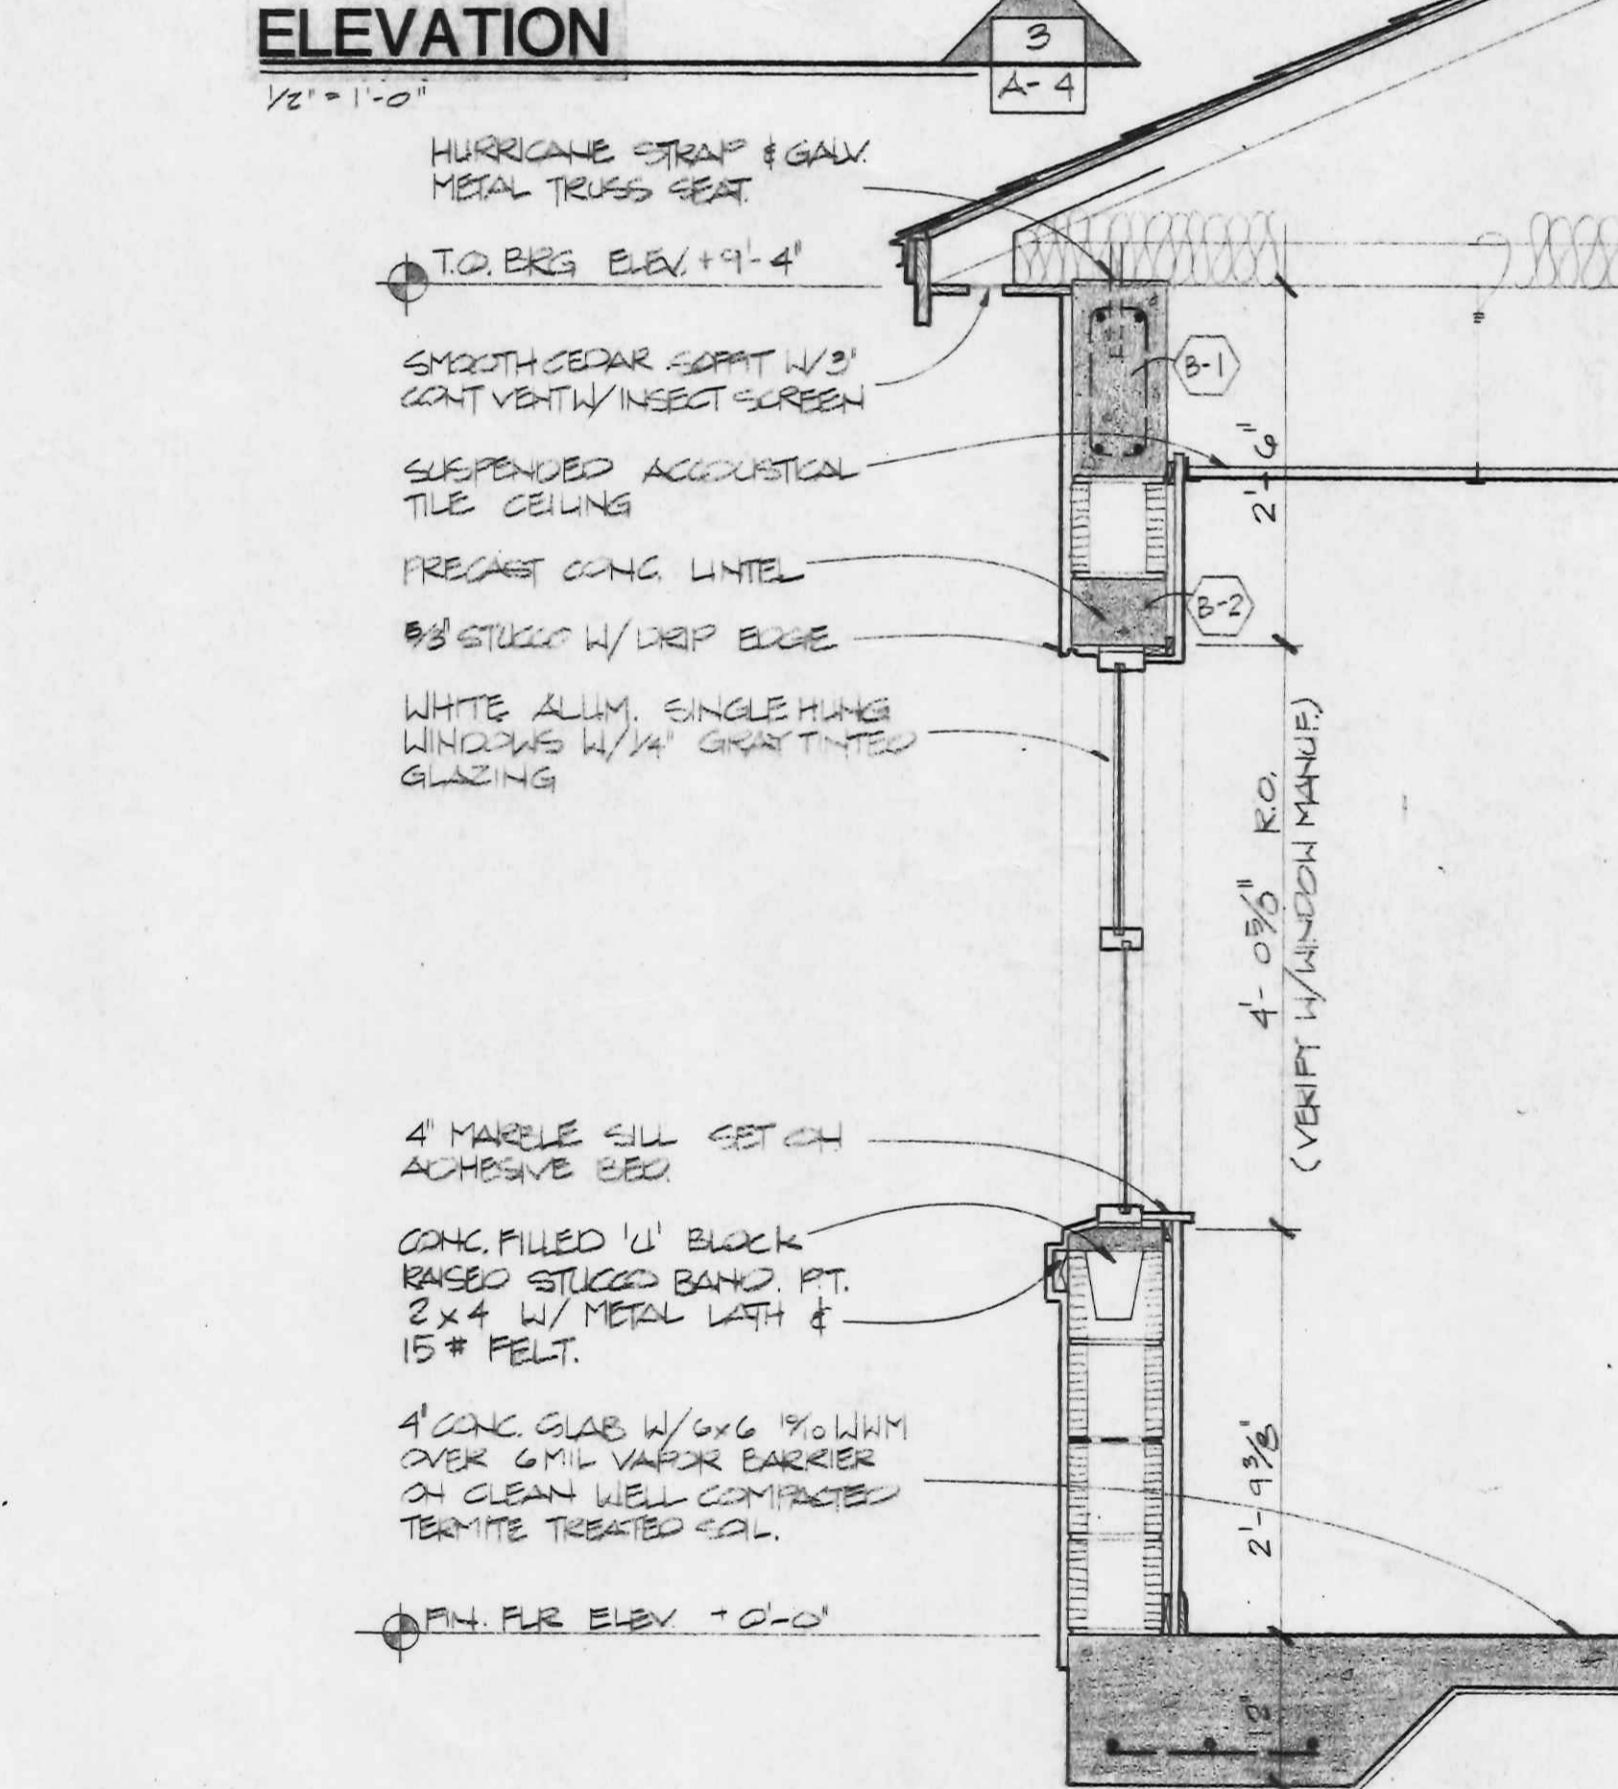 ELEVATION
1/2" = 1'-0"
3
A-4
HURRICANE STRAP & GALV.
METAL TRUSS SEAT.
T.O. BRG ELEV. +9'-4"
SMOOTH CEDAR SOFFIT W/3"
CONT VENT W/INSECT SCREEN
B-1
SUSPENDED ACCOUSTICAL
TILE CEILING
2'-6"
PRECAST CONC. LINTEL
B-2
STUCCO W/ DRIP EDGE
WHITE ALUM. SINGLE HUNG
WINDOWS W/1/4" GRAY TINTED
GLAZING
4'-0 5/8" R.O.
(VERIFY W/WINDOW MANUF.)
4" MARBLE SILL SET ON
ADHESIVE BED.
CONC. FILLED 'U' BLOCK
RAISED STUCCO BAND. P.T.
2x4 W/ METAL LATH &
15# FELT.
4" CONC. SLAB W/6x6 10/10 WWM
OVER 6 MIL VAPOR BARRIER
ON CLEAN WELL COMPACTED
TERMITE TREATED SOIL.
2'-9 3/8"
FIN. FLR ELEV. +0'-0"